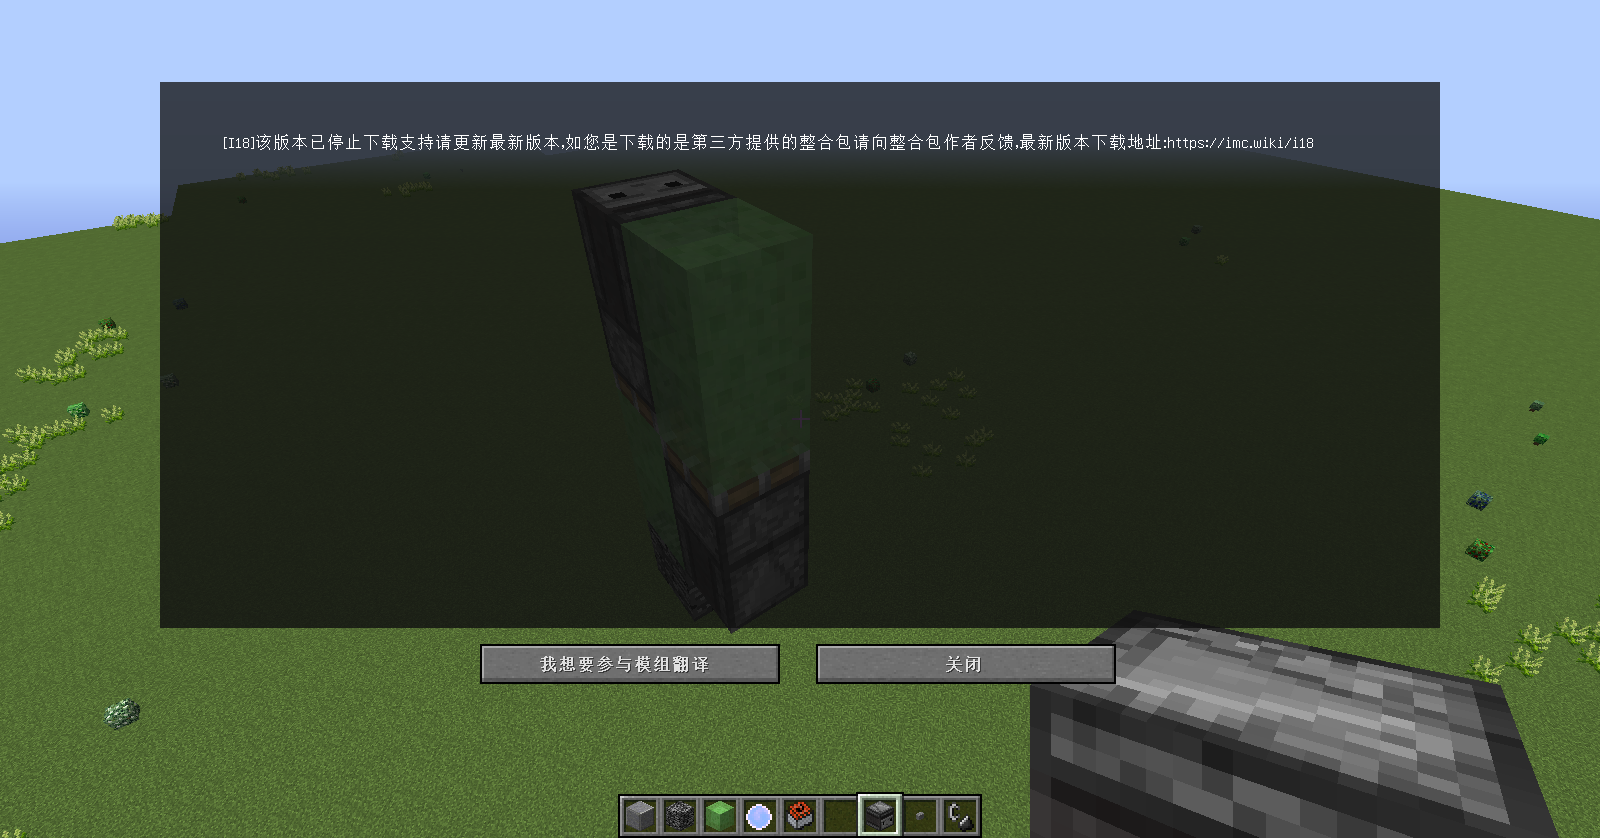 [I18]该版本已停止下载支持请更新最新版本,如您是下载的是第三方提供的整合包请向整合包作者反馈,最新版本下载地址:https://imc.wiki/i18
我想要参与模组翻译
关闭